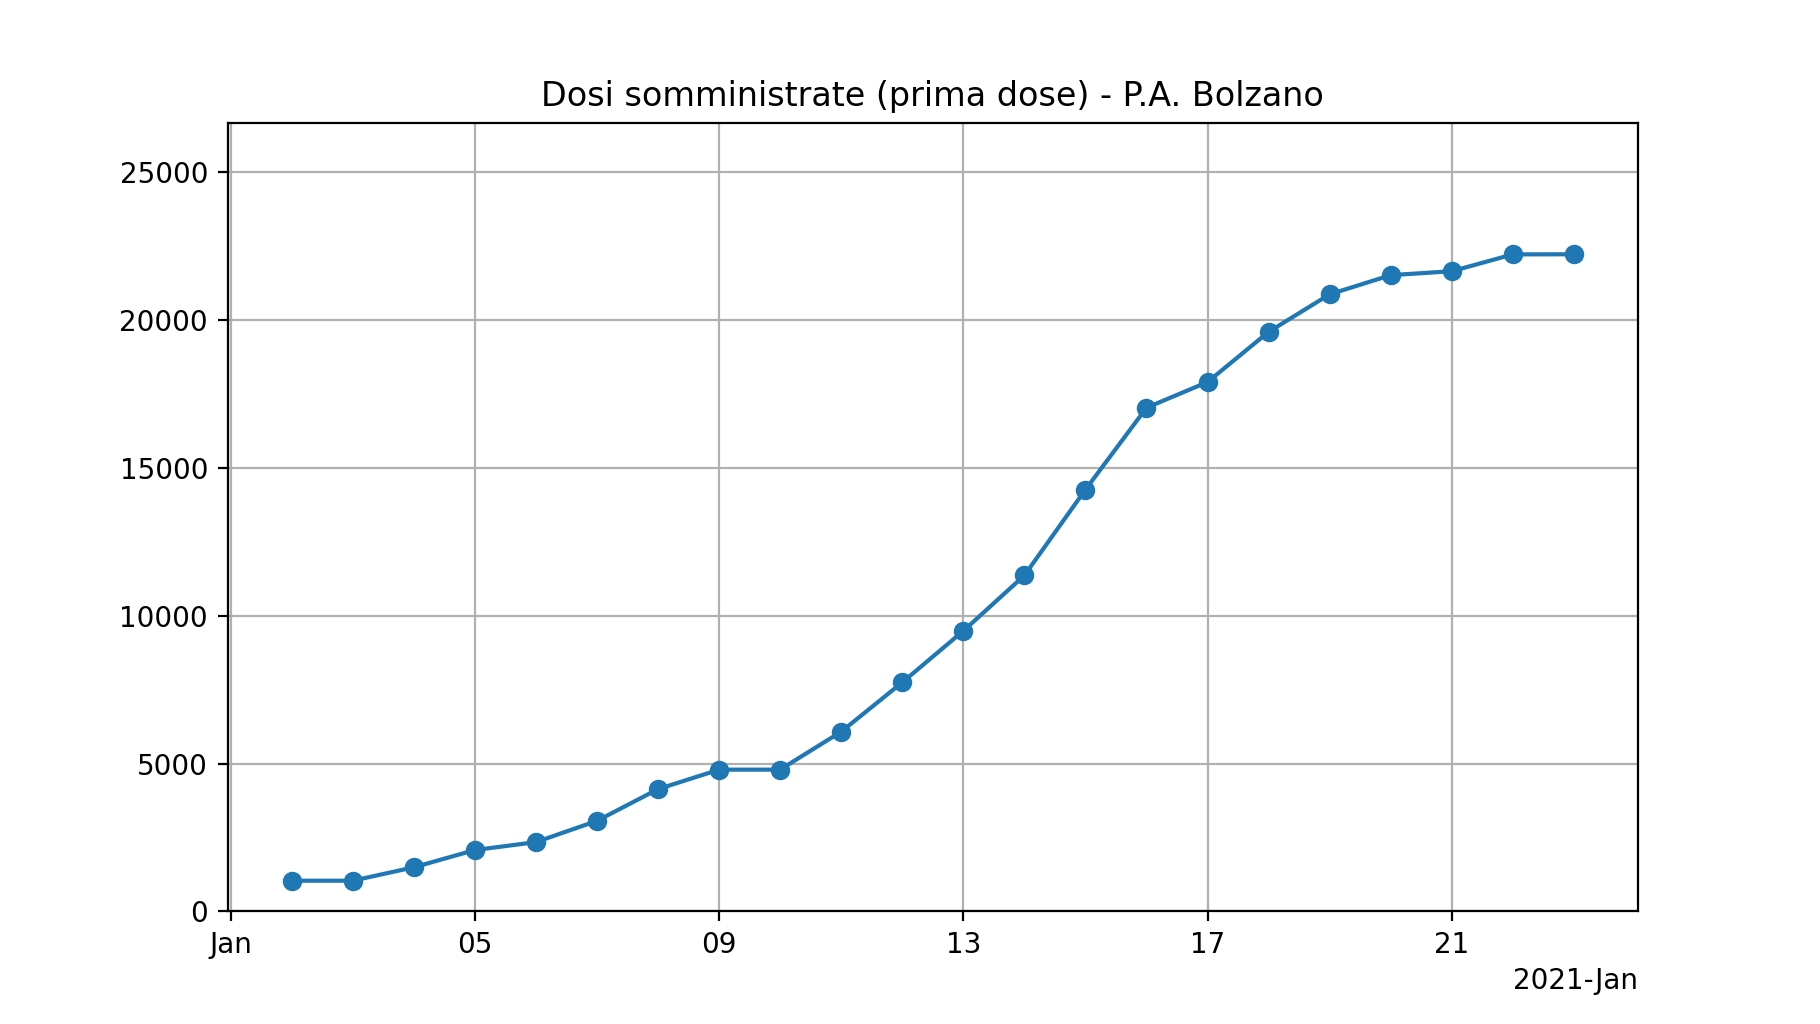 Dosi somministrate (prima dose) - P.A. Bolzano
25000
20000
15000
10000
5000
0
Jan 05 09 13 17 21
2021-Jan